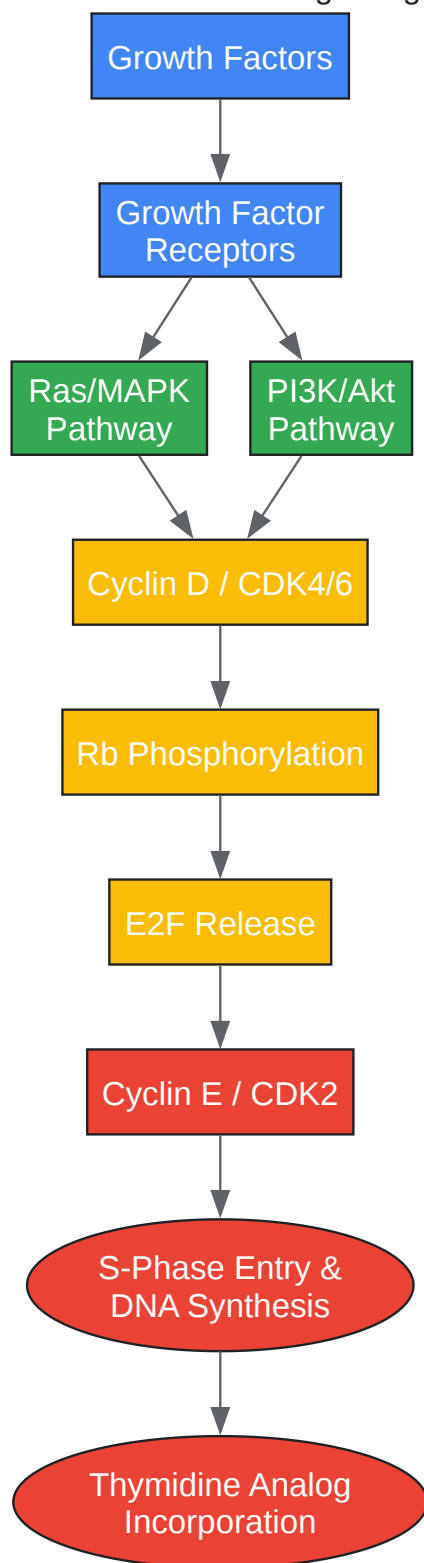 Growth Factors
Growth Factor
Receptors
Ras/MAPK
Pathway
PI3K/Akt
Pathway
Cyclin D / CDK4/6
Rb Phosphorylation
E2F Release
Cyclin E / CDK2
S-Phase Entry &
DNA Synthesis
Thymidine Analog
Incorporation